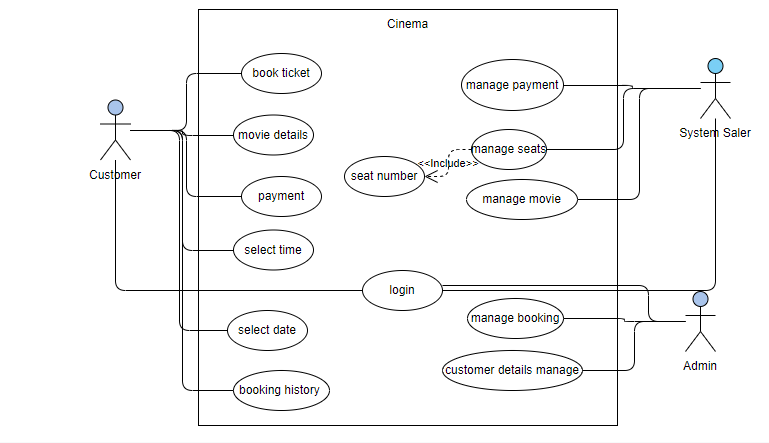 Cinema
book ticket
manage payment
movie details
System Saler
manage seats
<<Include>>
seat number
Customer
payment
manage movie
select time
login
manage booking
select date
Admin
customer details manage
booking history